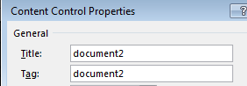 Content Control Properties ?
General
Title: document2
Tag: document2